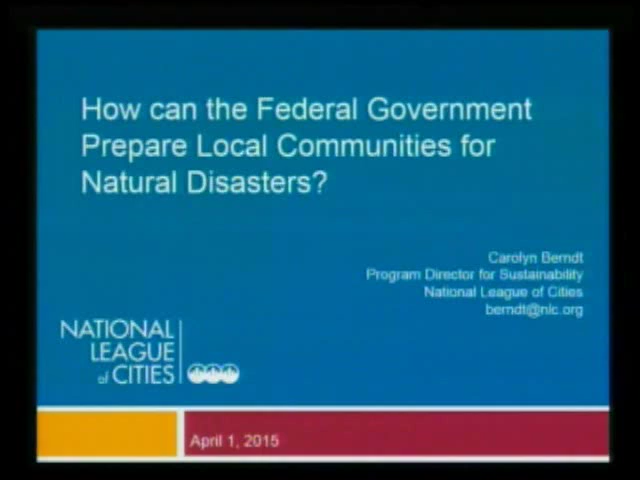 How can the Federal Government
Prepare Local Communities for
Natural Disasters?
Carolyn Berndt
Program Director for Sustainability
National League of Cities
berndt@nlc.org
NATIONAL
LEAGUE
of CITIES
April 1, 2015